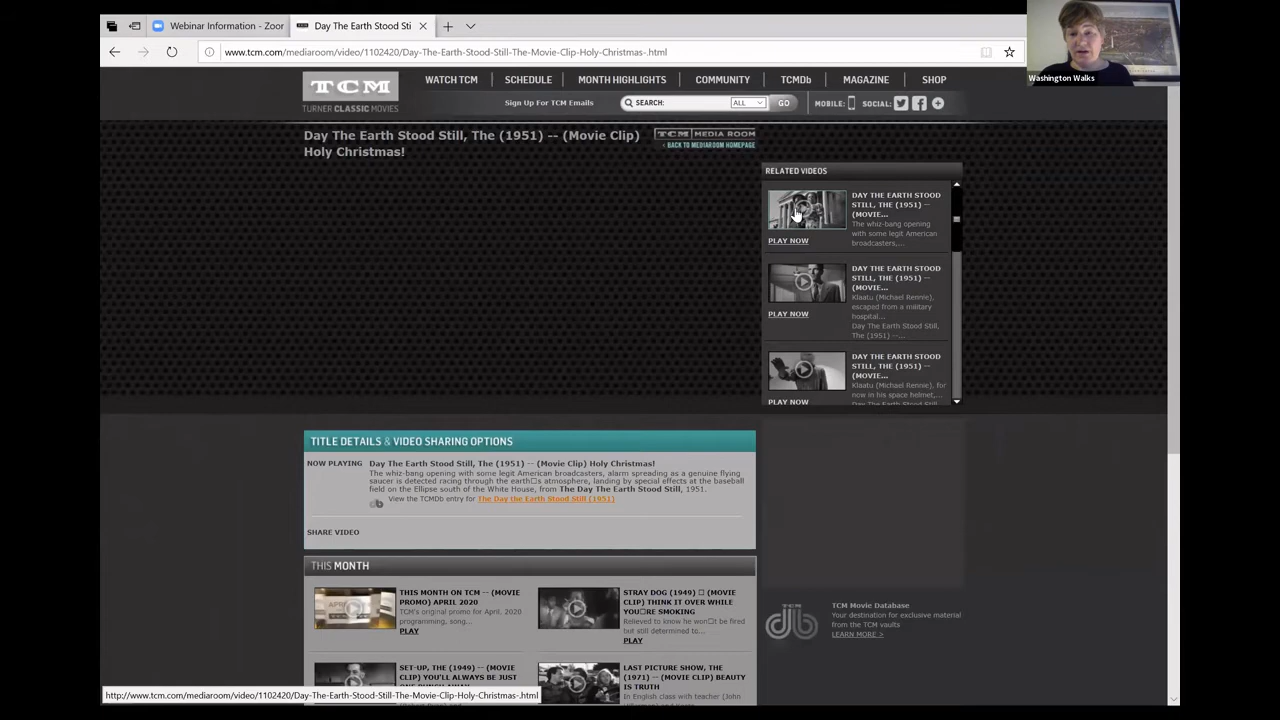 Webinar Information - Zoor
Day The Earth Stood Sti
www.tcm.com/mediaroom/video/1102420/Day-The-Earth-Stood-Still-The-Movie-Clip-Holy-Christmas-.html
Washington Walks
TCM
TURNER CLASSIC MOVIES
WATCH TCM
SCHEDULE
MONTH HIGHLIGHTS
COMMUNITY
TCMDb
MAGAZINE
SHOP
Sign Up For TCM Emails
SEARCH:
ALL
GO
MOBILE:
SOCIAL:
Day The Earth Stood Still, The (1951) -- (Movie Clip)
Holy Christmas!
TCM MEDIA ROOM
‹ BACK TO MEDIAROOM HOMEPAGE
RELATED VIDEOS
DAY THE EARTH STOOD
STILL, THE (1951) --
(MOVIE...
The whiz-bang opening
with some legit American
broadcasters,...
PLAY NOW
DAY THE EARTH STOOD
STILL, THE (1951) --
(MOVIE...
Klaatu (Michael Rennie),
escaped from a military
hospital...
Day The Earth Stood Still,
The (1951) --...
PLAY NOW
DAY THE EARTH STOOD
STILL, THE (1951) --
(MOVIE...
Klaatu (Michael Rennie), for
now in his space helmet,...
Day The Earth Stood Still,
PLAY NOW
TITLE DETAILS & VIDEO SHARING OPTIONS
NOW PLAYING
Day The Earth Stood Still, The (1951) -- (Movie Clip) Holy Christmas!
The whiz-bang opening with some legit American broadcasters, alarm spreading as a genuine flying
saucer is detected racing through the earth□s atmosphere, landing by special effects at the baseball
field on the Ellipse south of the White House, from The Day The Earth Stood Still, 1951.
db
View the TCMDb entry for The Day the Earth Stood Still (1951)
SHARE VIDEO
THIS MONTH
APRIL
THIS MONTH ON TCM -- (MOVIE
PROMO) APRIL 2020
TCM's original promo for April, 2020
programming, song...
PLAY
STRAY DOG (1949) □ (MOVIE
CLIP) THINK IT OVER WHILE
YOU□RE SMOKING
Relieved to know he won□t be fired
but still determined to...
PLAY
SET-UP, THE (1949) -- (MOVIE
CLIP) YOU'LL ALWAYS BE JUST
LAST PICTURE SHOW, THE
(1971) -- (MOVIE CLIP) BEAUTY
IS TRUTH
In English class with teacher (John
TCM
db
TCM Movie Database
Your destination for exclusive material
from the TCM vaults
LEARN MORE >
http://www.tcm.com/mediaroom/video/1102420/Day-The-Earth-Stood-Still-The-Movie-Clip-Holy-Christmas-.html